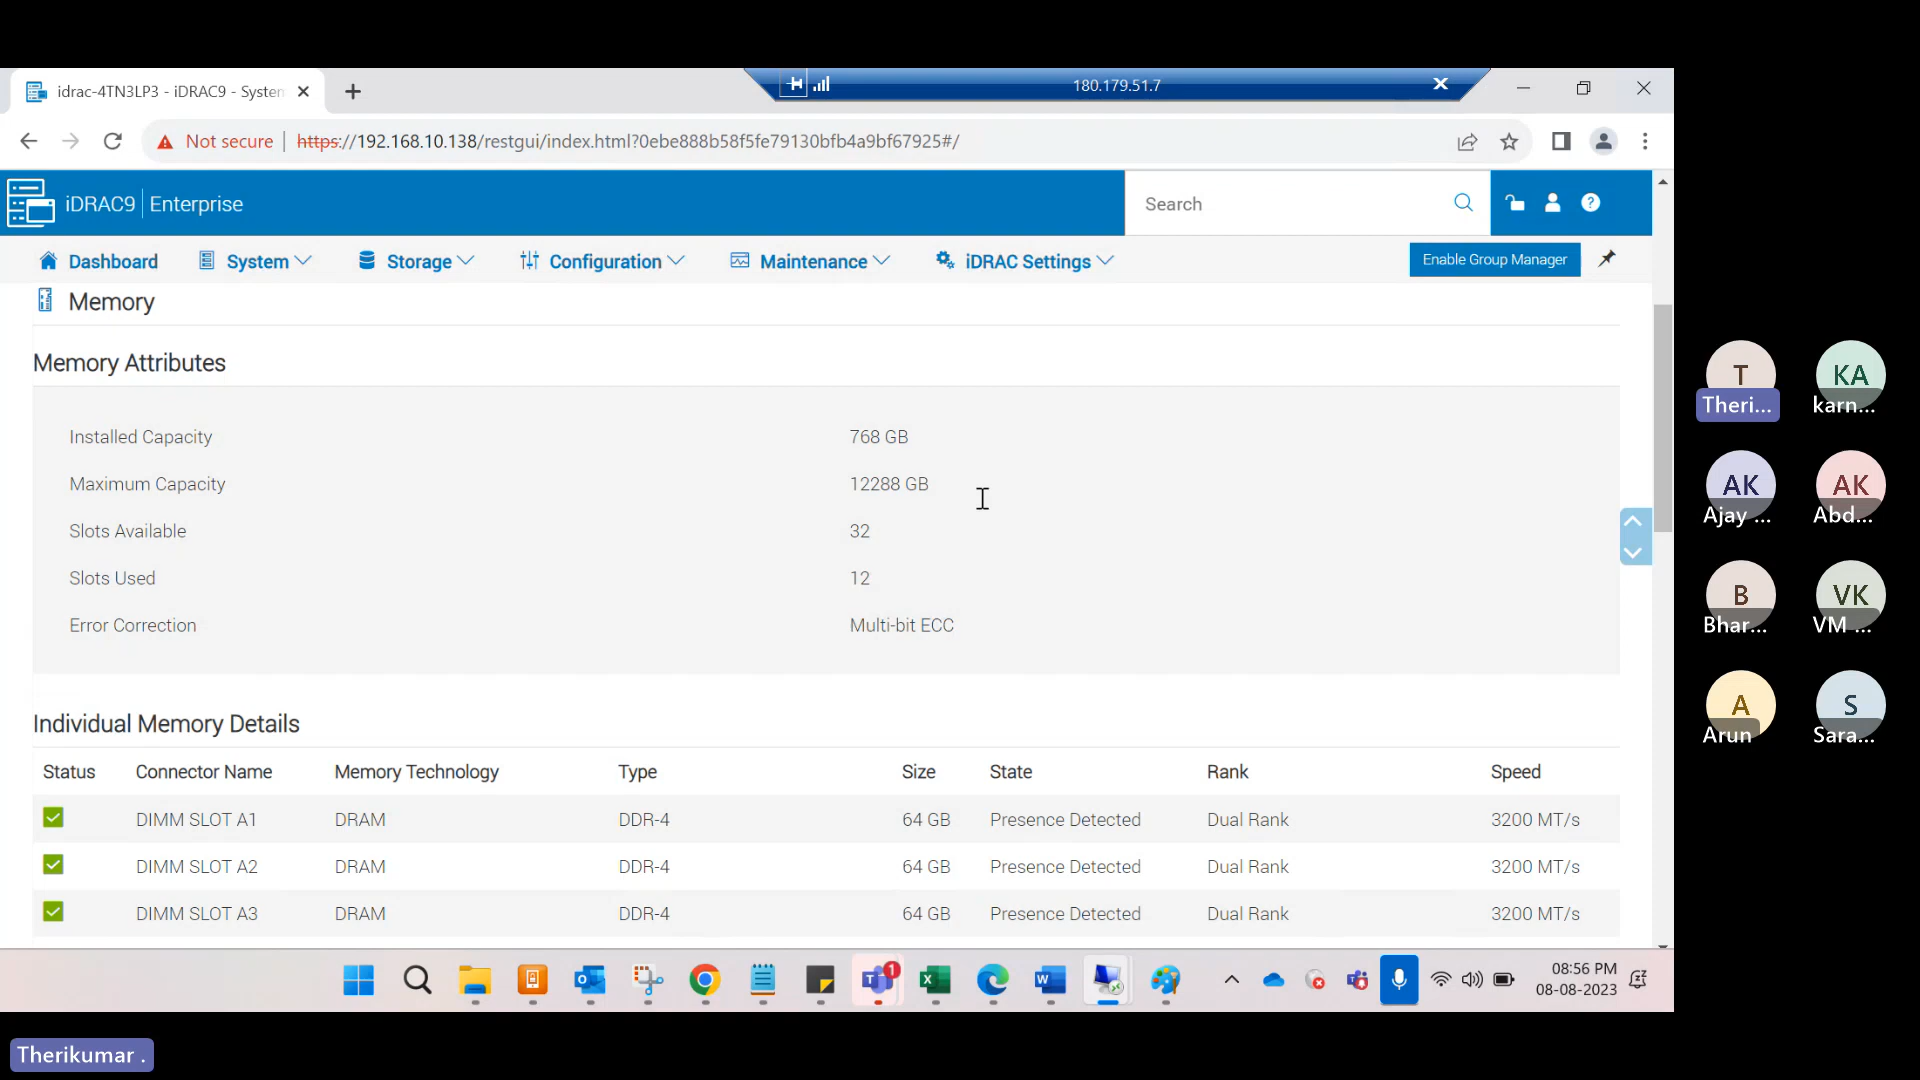 idrac-4TN3LP3 - iDRAC9 - System
180.179.51.7
Not secure | https://192.168.10.138/restgui/index.html?0ebe888b58f5fe79130bfb4a9bf67925#/
iDRAC9 | Enterprise
Search
Dashboard System Storage Configuration Maintenance iDRAC Settings Enable Group Manager
Memory
Memory Attributes
Installed Capacity 768 GB
Maximum Capacity 12288 GB
Slots Available 32
Slots Used 12
Error Correction Multi-bit ECC
Individual Memory Details
Status Connector Name Memory Technology Type Size State Rank Speed
DIMM SLOT A1 DRAM DDR-4 64 GB Presence Detected Dual Rank 3200 MT/s
DIMM SLOT A2 DRAM DDR-4 64 GB Presence Detected Dual Rank 3200 MT/s
DIMM SLOT A3 DRAM DDR-4 64 GB Presence Detected Dual Rank 3200 MT/s
1
08:56 PM
08-08-2023
T KA
Theri... karn...
AK AK
Ajay ... Abd...
B VK
Bhar... VM ...
A S
Arun Sara...
Therikumar .